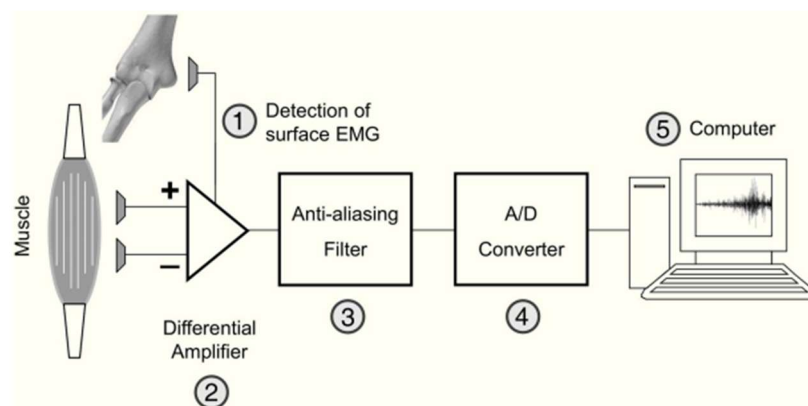 1
Detection of
surface EMG
5
Computer
Muscle
+
−
Anti-aliasing
Filter
A/D
Converter
3
4
Differential
Amplifier
2